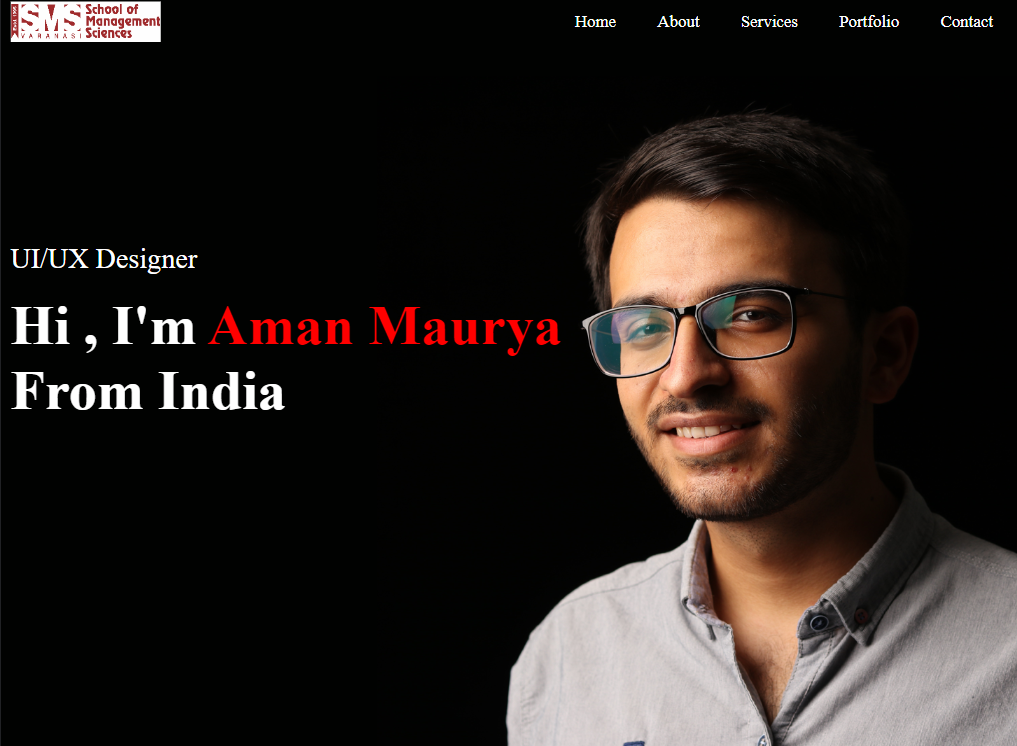 SMS School of
Management
Sciences
VARANASI
Home About Services Portfolio Contact
UI/UX Designer
Hi , I'm Aman Maurya
From India